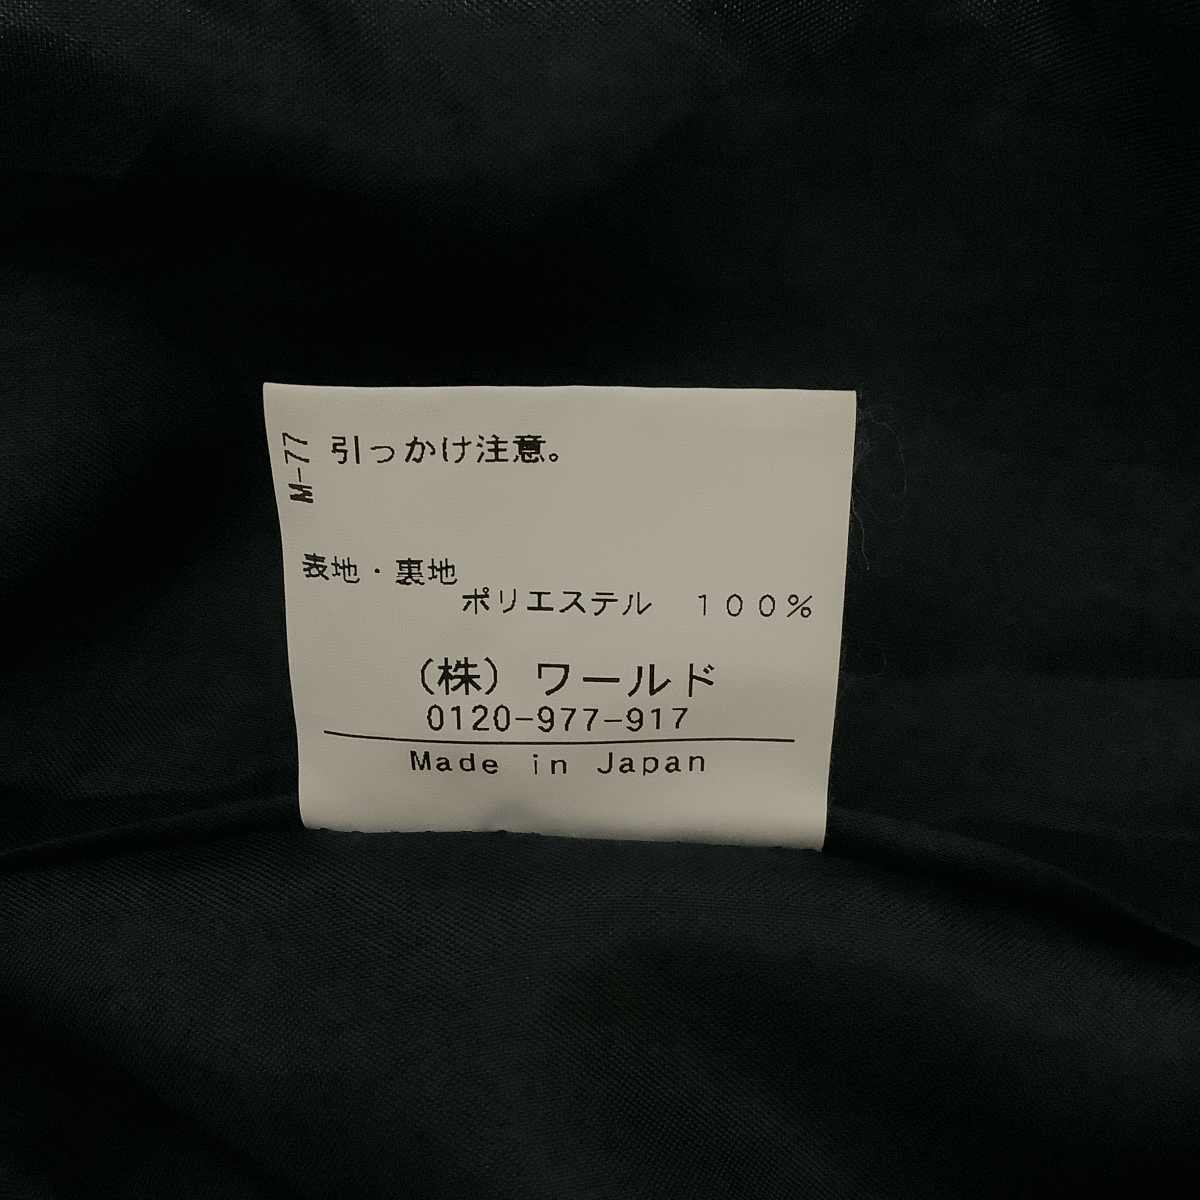 M-77
引っかけ注意。
表地・裏地
ポリエステル　１００％
（株）ワールド
0120-977-917
Made in Japan